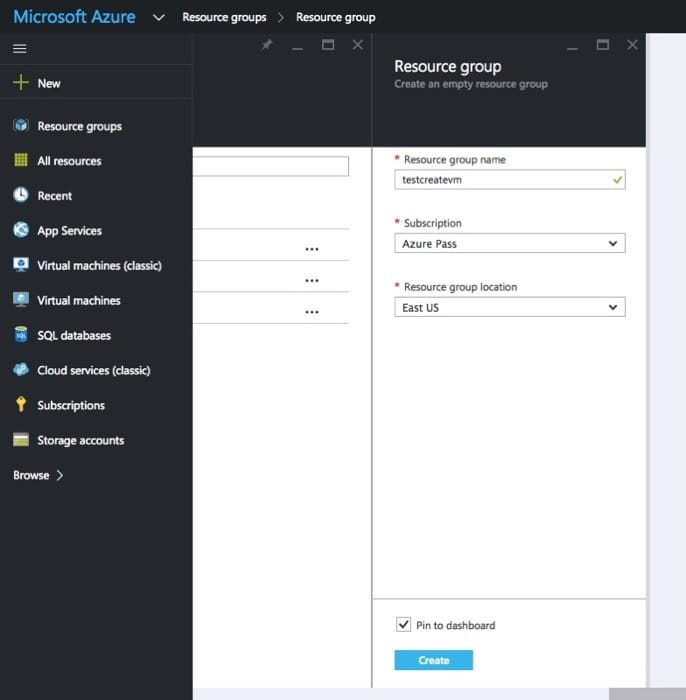 Microsoft Azure Resource groups > Resource group
New
Resource groups
All resources
Recent
App Services
Virtual machines (classic)
Virtual machines
SQL databases
Cloud services (classic)
Subscriptions
Storage accounts
Browse >
Resource group
Create an empty resource group
* Resource group name
testcreatevm
* Subscription
Azure Pass
* Resource group location
East US
Pin to dashboard
Create